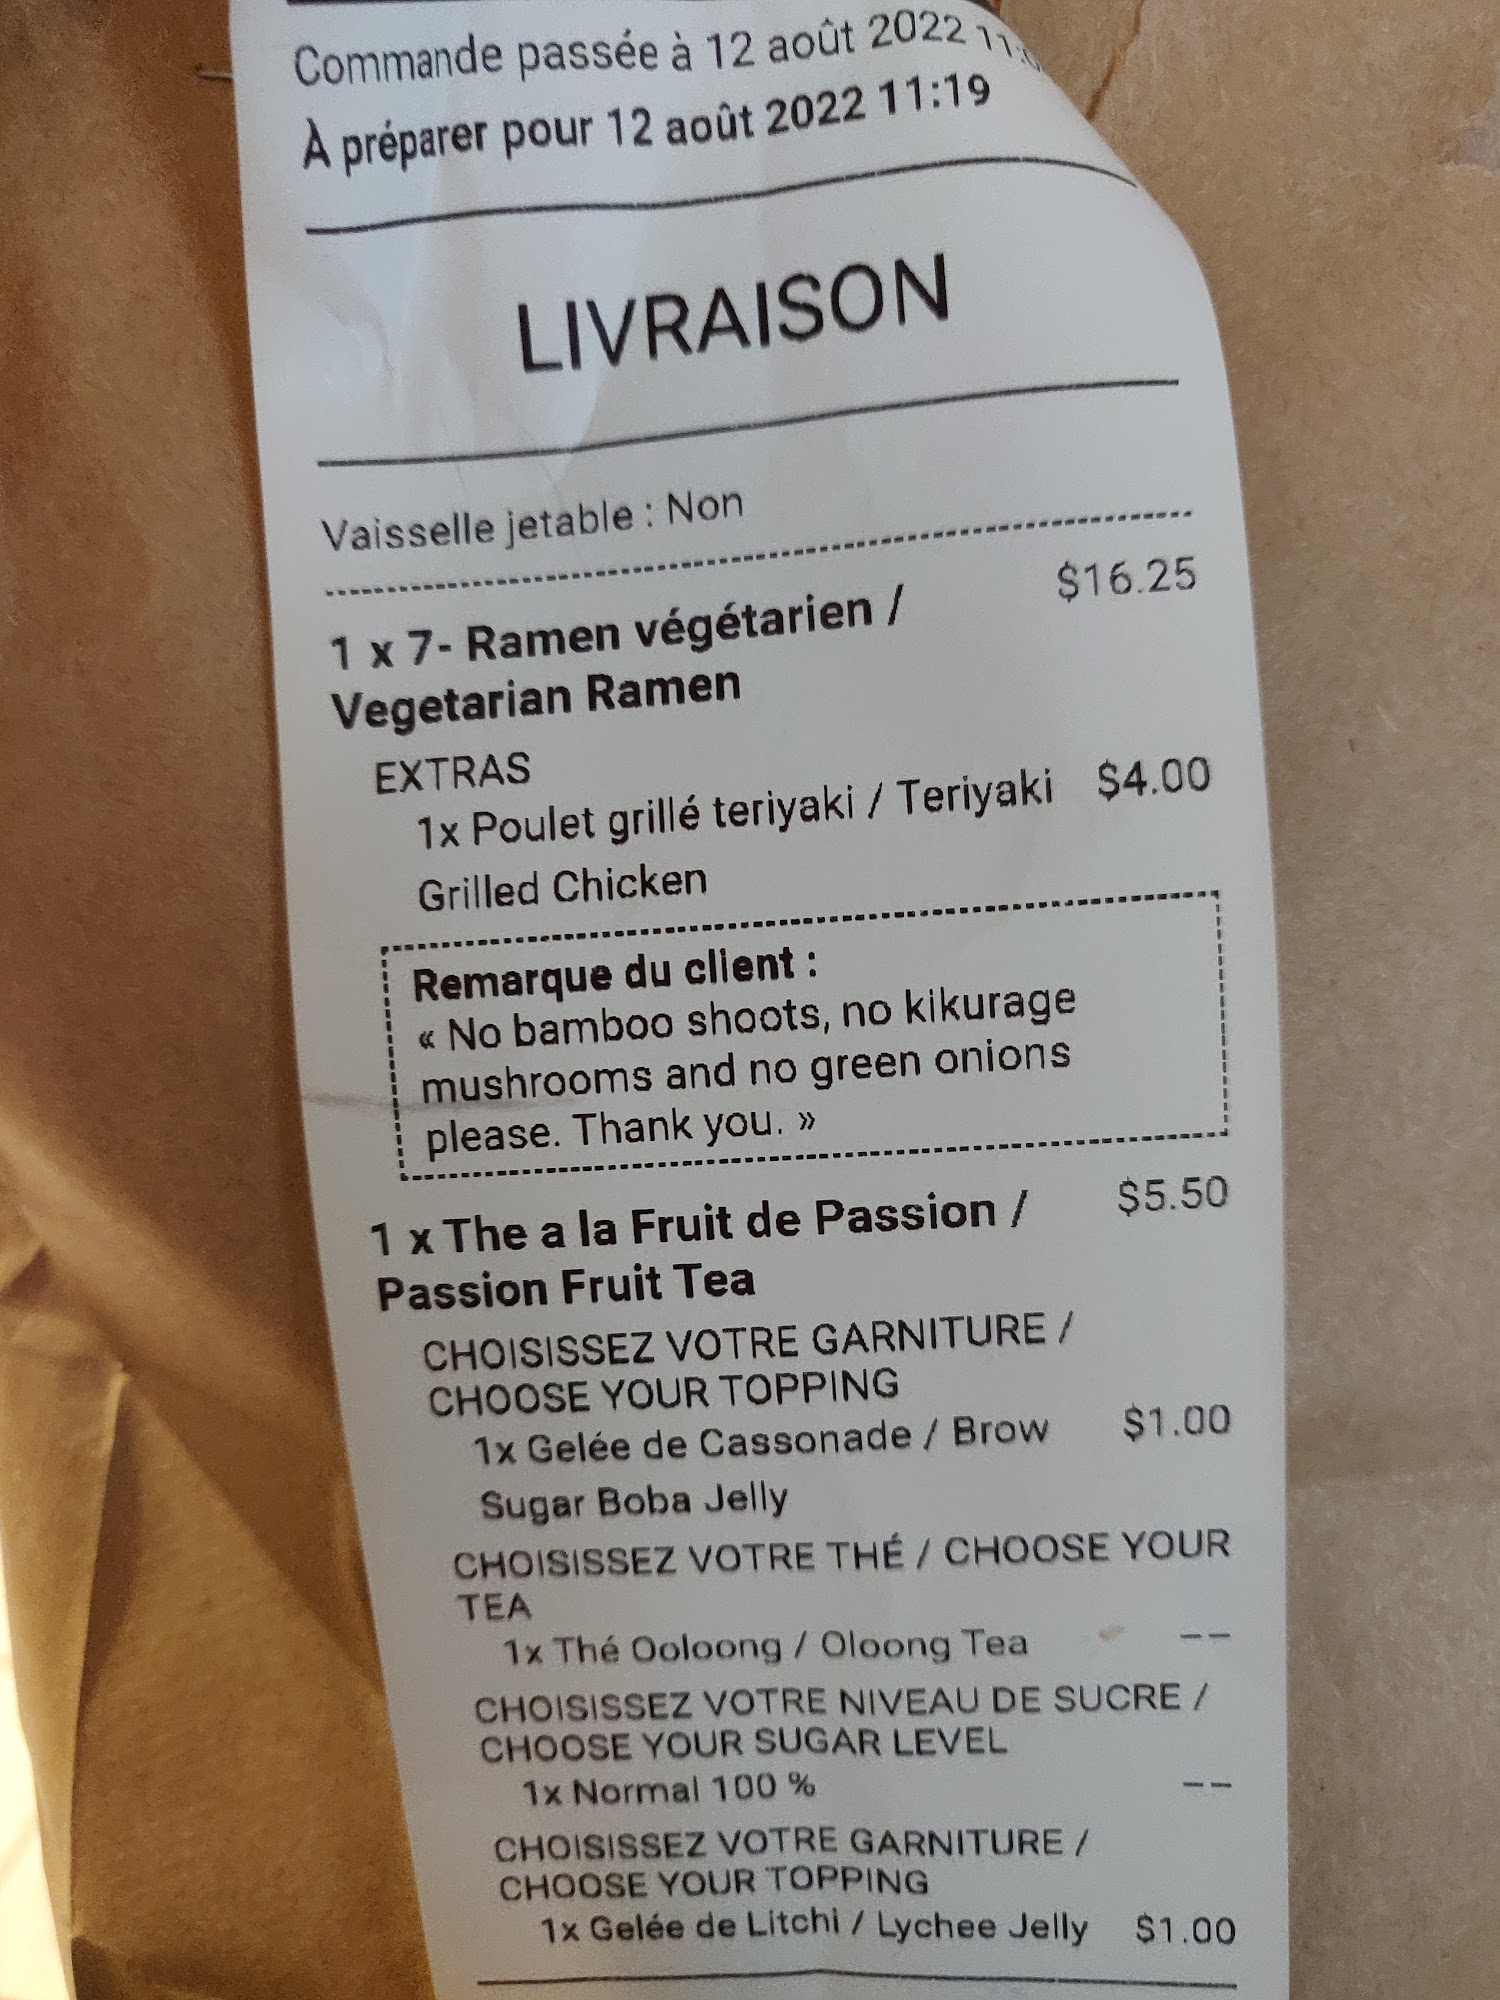 Commande passée à 12 août 2022
À préparer pour 12 août 2022 11:19
LIVRAISON
Vaisselle jetable : Non
1 x 7- Ramen végétarien / $16.25
Vegetarian Ramen
EXTRAS
1x Poulet grillé teriyaki / Teriyaki $4.00
Grilled Chicken
Remarque du client :
« No bamboo shoots, no kikurage
mushrooms and no green onions
please. Thank you. »
1 x The a la Fruit de Passion / $5.50
Passion Fruit Tea
CHOISISSEZ VOTRE GARNITURE /
CHOOSE YOUR TOPPING
1x Gelée de Cassonade / Brow $1.00
Sugar Boba Jelly
CHOISISSEZ VOTRE THÉ / CHOOSE YOUR
TEA
1x Thé Ooloong / Oloong Tea --
CHOISISSEZ VOTRE NIVEAU DE SUCRE /
CHOOSE YOUR SUGAR LEVEL
1x Normal 100 % --
CHOISISSEZ VOTRE GARNITURE /
CHOOSE YOUR TOPPING
1x Gelée de Litchi / Lychee Jelly $1.00